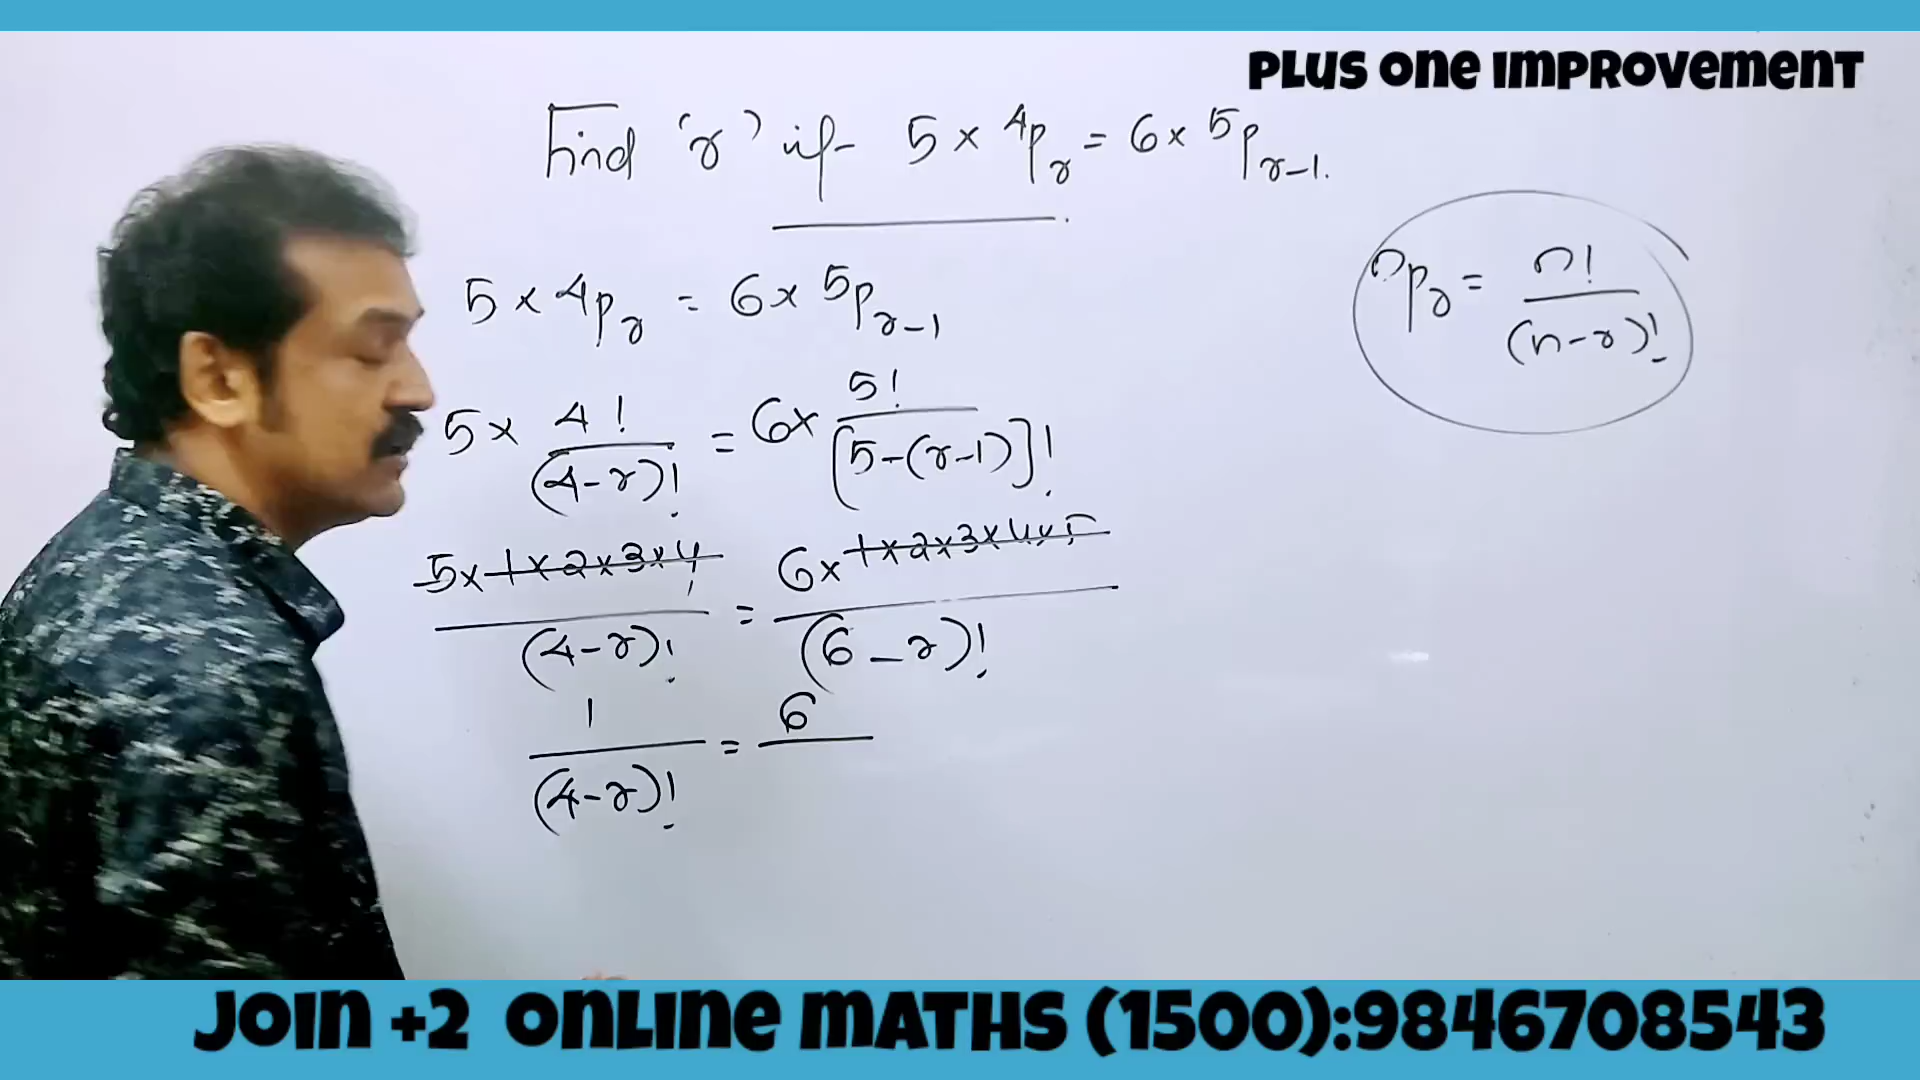 PLUS ONE IMPROVEMENT
Find 'r' if 5 × ⁴Pᵣ = 6 × ⁵Pᵣ₋₁.
ⁿPᵣ = n! / (n-r)!
5 × 4Pᵣ = 6 × ⁵Pᵣ₋₁
5 × 4! / (4-r)! = 6 × 5! / [5-(r-1)]!
5×1×2×3×4 / (4-r)! = 6×1×2×3×4×5 / (6-r)!
1 / (4-r)! = 6 /
JOIN +2 ONLINE MATHS (1500):9846708543